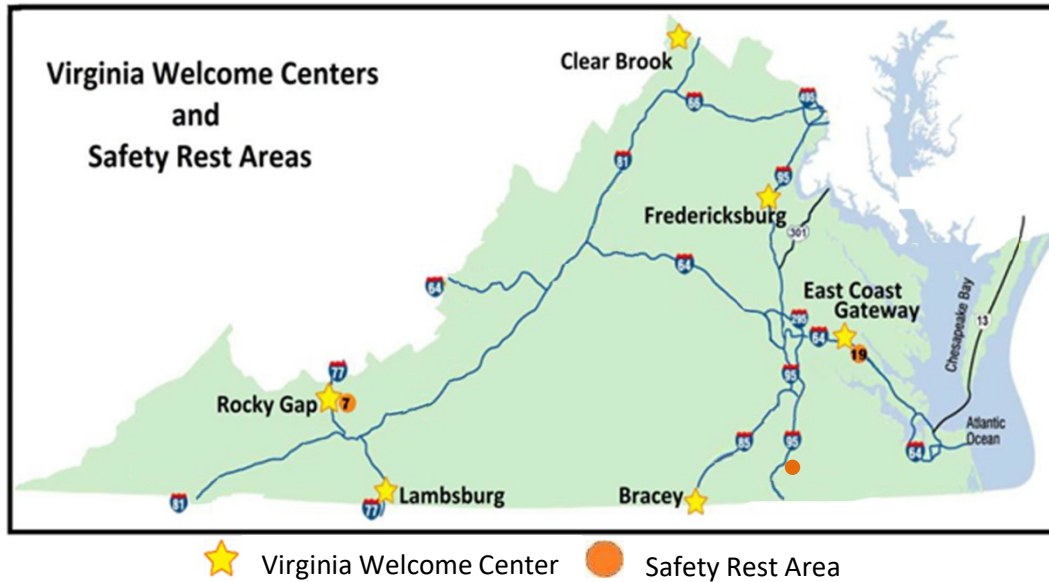 Virginia Welcome Centers
and
Safety Rest Areas
Clear Brook
66
495
81
95
Fredericksburg
301
64
64
East Coast
Gateway
Chesapeake Bay
13
295
64
19
77
95
Rocky Gap
7
Atlantic
Ocean
85
95
64
81
77
Lambsburg
Bracey
Virginia Welcome Center
Safety Rest Area